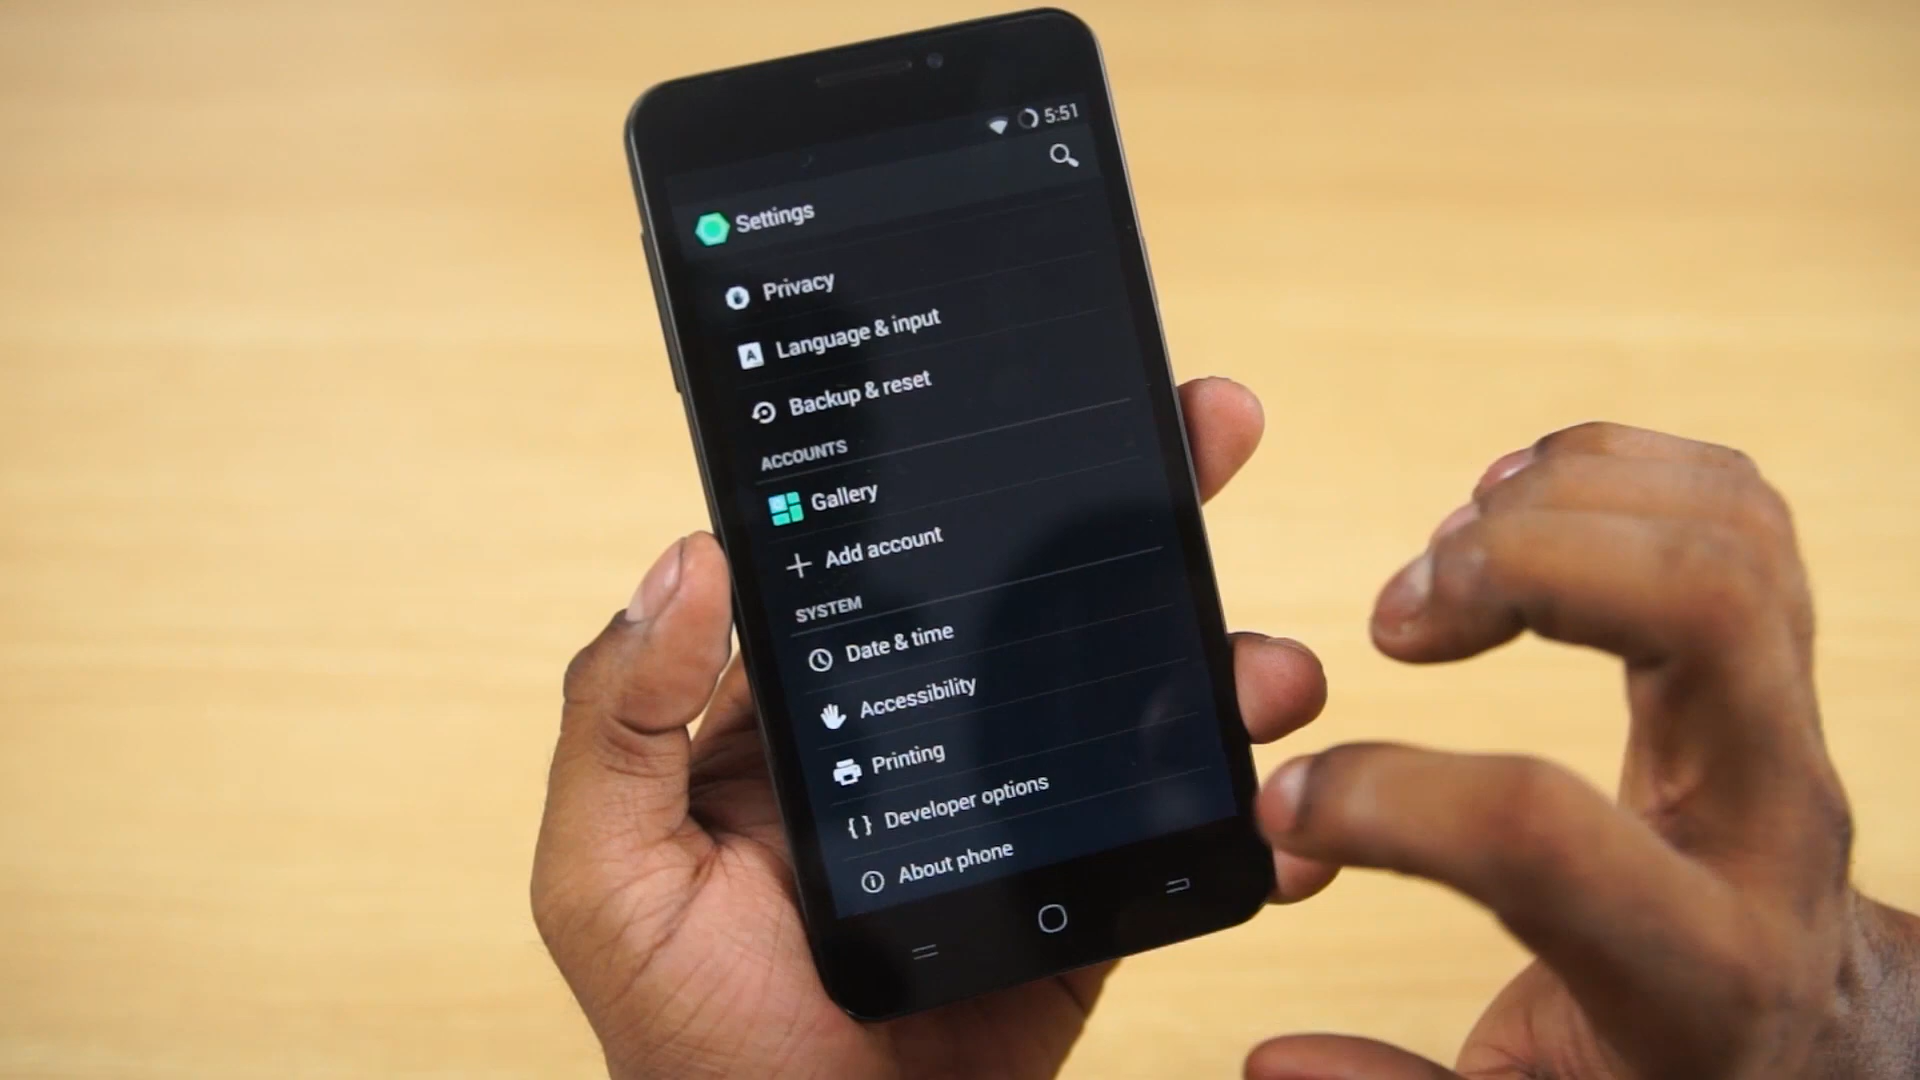 5:51
Settings
Privacy
A Language & input
Backup & reset
ACCOUNTS
Gallery
Add account
SYSTEM
Date & time
Accessibility
Printing
{ } Developer options
About phone